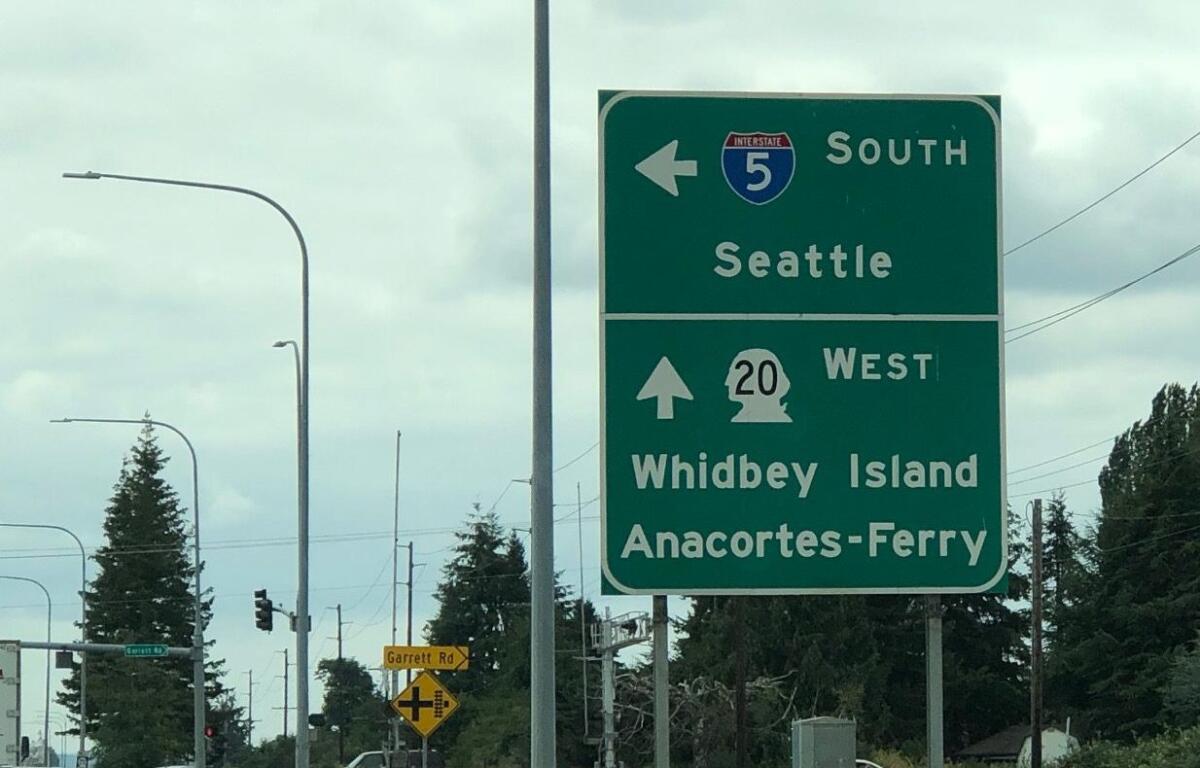 INTERSTATE
5 SOUTH
Seattle
20 WEST
Whidbey Island
Anacortes-Ferry
Garrett Rd
Garrett Rd